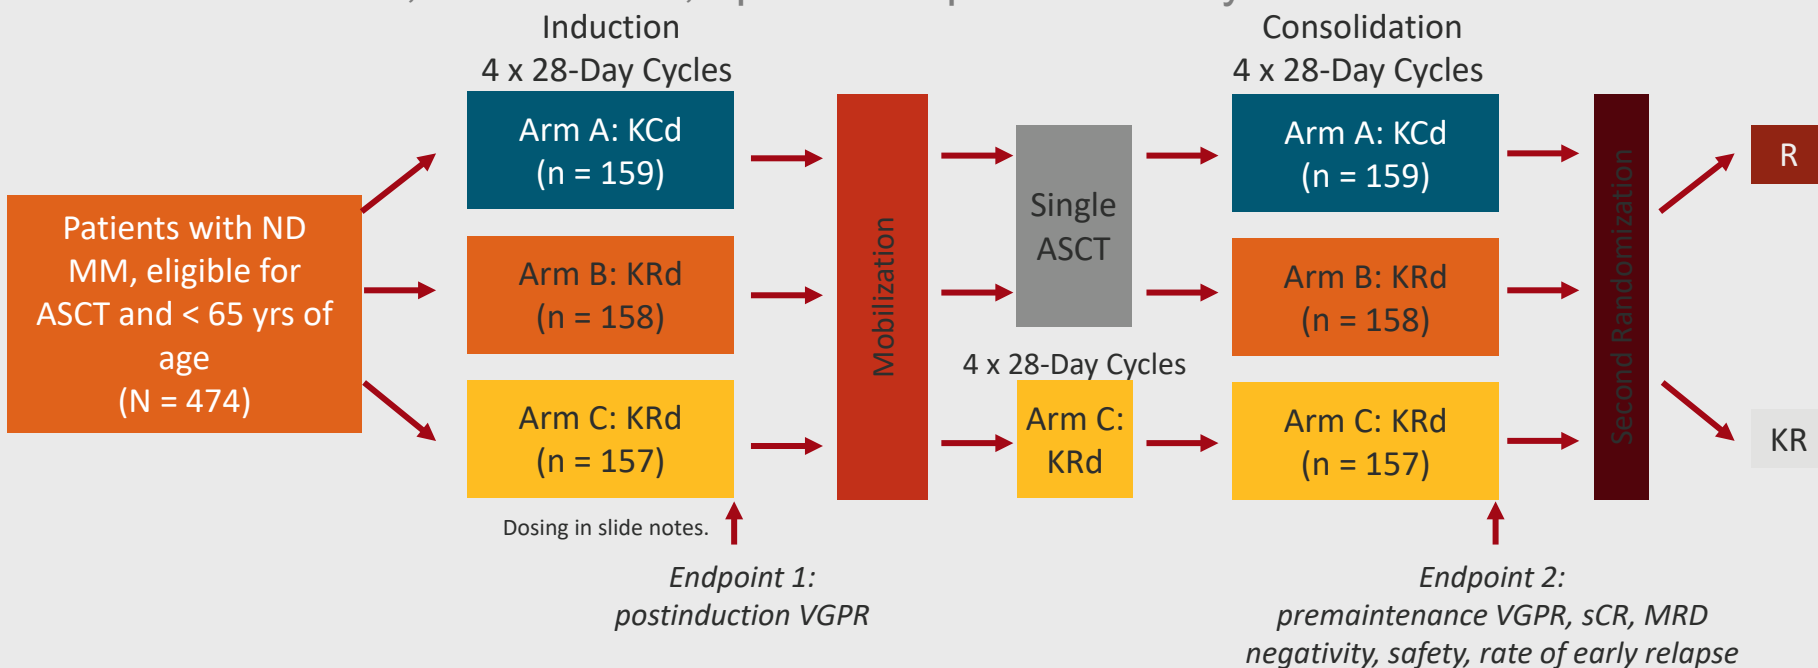 Induction
4 x 28-Day Cycles
Consolidation
4 x 28-Day Cycles
Patients with ND
MM, eligible for
ASCT and < 65 yrs of
age
(N = 474)
Arm A: KCd
(n = 159)
Arm B: KRd
(n = 158)
Arm C: KRd
(n = 157)
Mobilization
Single
ASCT
4 x 28-Day Cycles
Arm C:
KRd
Arm A: KCd
(n = 159)
Arm B: KRd
(n = 158)
Arm C: KRd
(n = 157)
Second Randomization
R
KR
Dosing in slide notes.
Endpoint 1:
postinduction VGPR
Endpoint 2:
premaintenance VGPR, sCR, MRD
negativity, safety, rate of early relapse